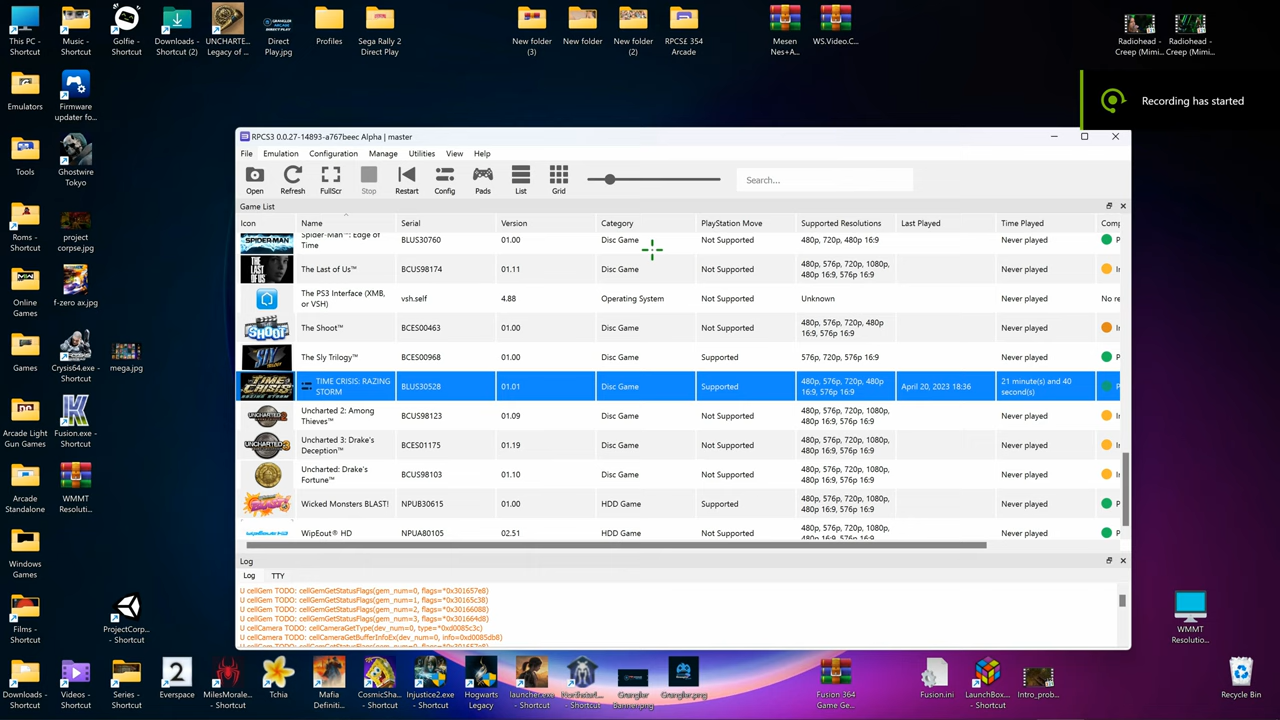 This PC - Shortcut
Music - Shortcut
Golfie - Shortcut
Downloads - Shortcut (2)
UNCHARTE... Legacy of ...
Direct Play.jpg
Profiles
Sega Rally 2 Direct Play
New folder (3)
New folder
New folder (2)
RPCS£ 354 Arcade
Mesen Nes+A...
WS.Video.C...
Radiohead - Creep (Mimi...
Radiohead - Creep (Mimi...
Recording has started
Emulators
Firmware updater fo...
Tools
Ghostwire Tokyo
Roms - Shortcut
project corpse.jpg
Online Games
f-zero ax.jpg
Games
Crysis64.exe - Shortcut
mega.jpg
Arcade Light Gun Games
Fusion.exe - Shortcut
Arcade Standalone
WMMT Resoluti...
Windows Games
Films - Shortcut
ProjectCorp... - Shortcut
RPCS3 0.0.27-14893-a767beec Alpha | master
File Emulation Configuration Manage Utilities View Help
Open Refresh FullScr Stop Restart Config Pads List Grid Search...
Game List
Icon Name Serial Version Category PlayStation Move Supported Resolutions Last Played Time Played Comp
Spider-Man™: Edge of Time BLUS30760 01.00 Disc Game Not Supported 480p, 720p, 480p 16:9 Never played P
The Last of Us™ BCUS98174 01.11 Disc Game Not Supported 480p, 576p, 720p, 1080p, 480p 16:9, 576p 16:9 Never played
The PS3 Interface (XMB, or VSH) vsh.self 4.88 Operating System Not Supported Unknown Never played No re
The Shoot™ BCES00463 01.00 Disc Game Not Supported 480p, 576p, 720p, 480p 16:9, 576p 16:9 Never played
The Sly Trilogy™ BCES00968 01.00 Disc Game Supported 576p, 720p, 576p 16:9 Never played P
TIME CRISIS: RAZING STORM BLUS30528 01.01 Disc Game Supported 480p, 576p, 720p, 480p 16:9, 576p 16:9 April 20, 2023 18:36 21 minute(s) and 40 second(s)
Uncharted 2: Among Thieves™ BCUS98123 01.09 Disc Game Not Supported 480p, 576p, 720p, 1080p, 480p 16:9, 576p 16:9 Never played
Uncharted 3: Drake's Deception™ BCES01175 01.19 Disc Game Not Supported 480p, 576p, 720p, 1080p, 480p 16:9, 576p 16:9 Never played
Uncharted: Drake's Fortune™ BCUS98103 01.10 Disc Game Not Supported 480p, 576p, 720p, 1080p, 480p 16:9, 576p 16:9 Never played
Wicked Monsters BLAST! NPUB30615 01.00 HDD Game Supported 480p, 576p, 720p, 1080p, 480p 16:9, 576p 16:9 Never played P
WipEout® HD NPUA80105 02.51 HDD Game Not Supported 480p, 576p, 720p, 1080p, 480p 16:9, 576p 16:9 Never played P
Log
Log TTY
U cellGem TODO: cellGemGetStatusFlags(gem_num=0, flags=*0x301657e8)
U cellGem TODO: cellGemGetStatusFlags(gem_num=1, flags=*0x30165c38)
U cellGem TODO: cellGemGetStatusFlags(gem_num=2, flags=*0x30166088)
U cellGem TODO: cellGemGetStatusFlags(gem_num=3, flags=*0x301664d8)
U cellCamera TODO: cellCameraGetType(dev_num=0, type=*0xd0085c3c)
U cellCamera TODO: cellCameraGetBufferInfoEx(dev_num=0, info=0xd0085db8)
WMMT Resolutio...
Downloads - Shortcut
Videos - Shortcut
Series - Shortcut
Everspace
MilesMorale...
Tchia
Mafia Definiti...
CosmicSha... - Shortcut
Injustice2.exe - Shortcut
Hogwarts Legacy
launcher.exe - Shortcut
- Shortcut
Grangler Banner.png
Grangler.png
Fusion 364 Game Ge...
Fusion.ini
LaunchBox.... - Shortcut
Intro_prob...
Recycle Bin